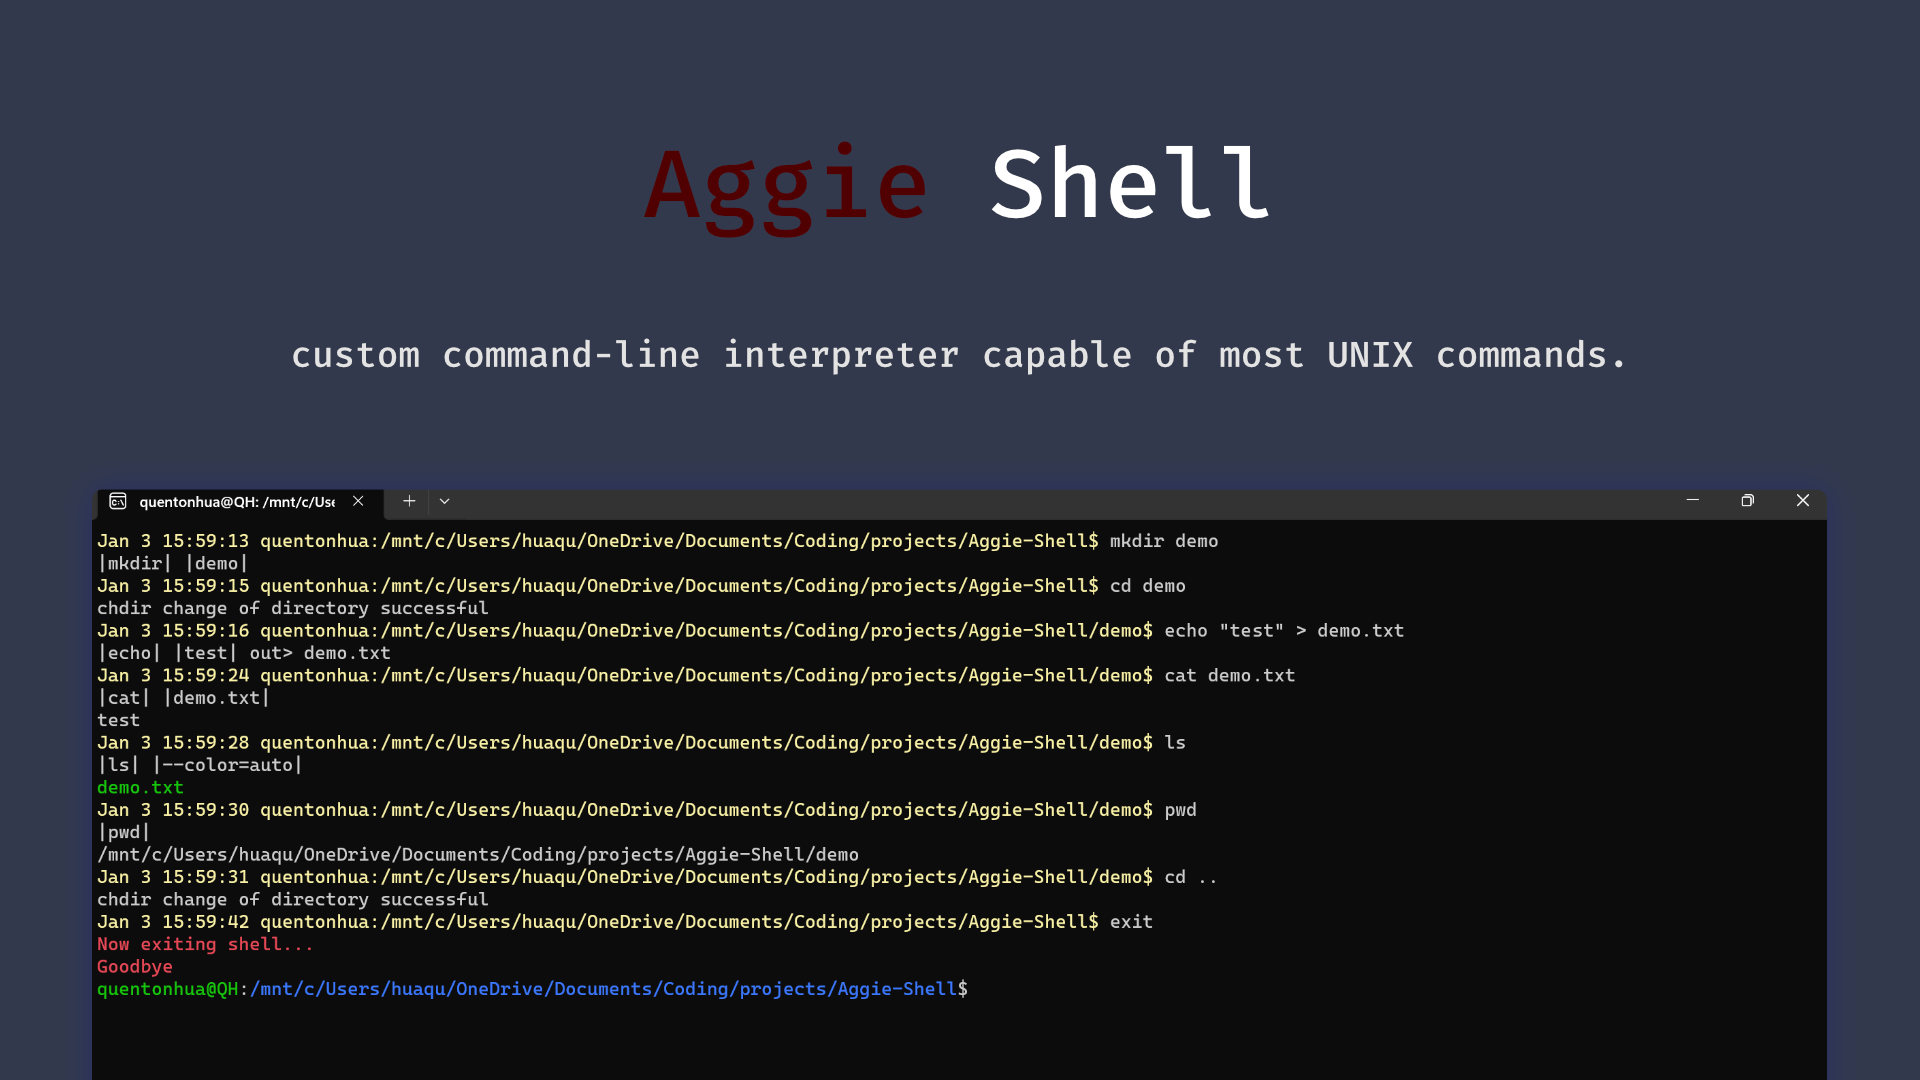 Aggie Shell
custom command-line interpreter capable of most UNIX commands.
quentonhua@QH: /mnt/c/Use
Jan 3 15:59:13 quentonhua:/mnt/c/Users/huaqu/OneDrive/Documents/Coding/projects/Aggie-Shell$ mkdir demo
|mkdir| |demo|
Jan 3 15:59:15 quentonhua:/mnt/c/Users/huaqu/OneDrive/Documents/Coding/projects/Aggie-Shell$ cd demo
chdir change of directory successful
Jan 3 15:59:16 quentonhua:/mnt/c/Users/huaqu/OneDrive/Documents/Coding/projects/Aggie-Shell/demo$ echo "test" > demo.txt
|echo| |test| out> demo.txt
Jan 3 15:59:24 quentonhua:/mnt/c/Users/huaqu/OneDrive/Documents/Coding/projects/Aggie-Shell/demo$ cat demo.txt
|cat| |demo.txt|
test
Jan 3 15:59:28 quentonhua:/mnt/c/Users/huaqu/OneDrive/Documents/Coding/projects/Aggie-Shell/demo$ ls
|ls| |--color=auto|
demo.txt
Jan 3 15:59:30 quentonhua:/mnt/c/Users/huaqu/OneDrive/Documents/Coding/projects/Aggie-Shell/demo$ pwd
|pwd|
/mnt/c/Users/huaqu/OneDrive/Documents/Coding/projects/Aggie-Shell/demo
Jan 3 15:59:31 quentonhua:/mnt/c/Users/huaqu/OneDrive/Documents/Coding/projects/Aggie-Shell/demo$ cd ..
chdir change of directory successful
Jan 3 15:59:42 quentonhua:/mnt/c/Users/huaqu/OneDrive/Documents/Coding/projects/Aggie-Shell$ exit
Now exiting shell...
Goodbye
quentonhua@QH:/mnt/c/Users/huaqu/OneDrive/Documents/Coding/projects/Aggie-Shell$